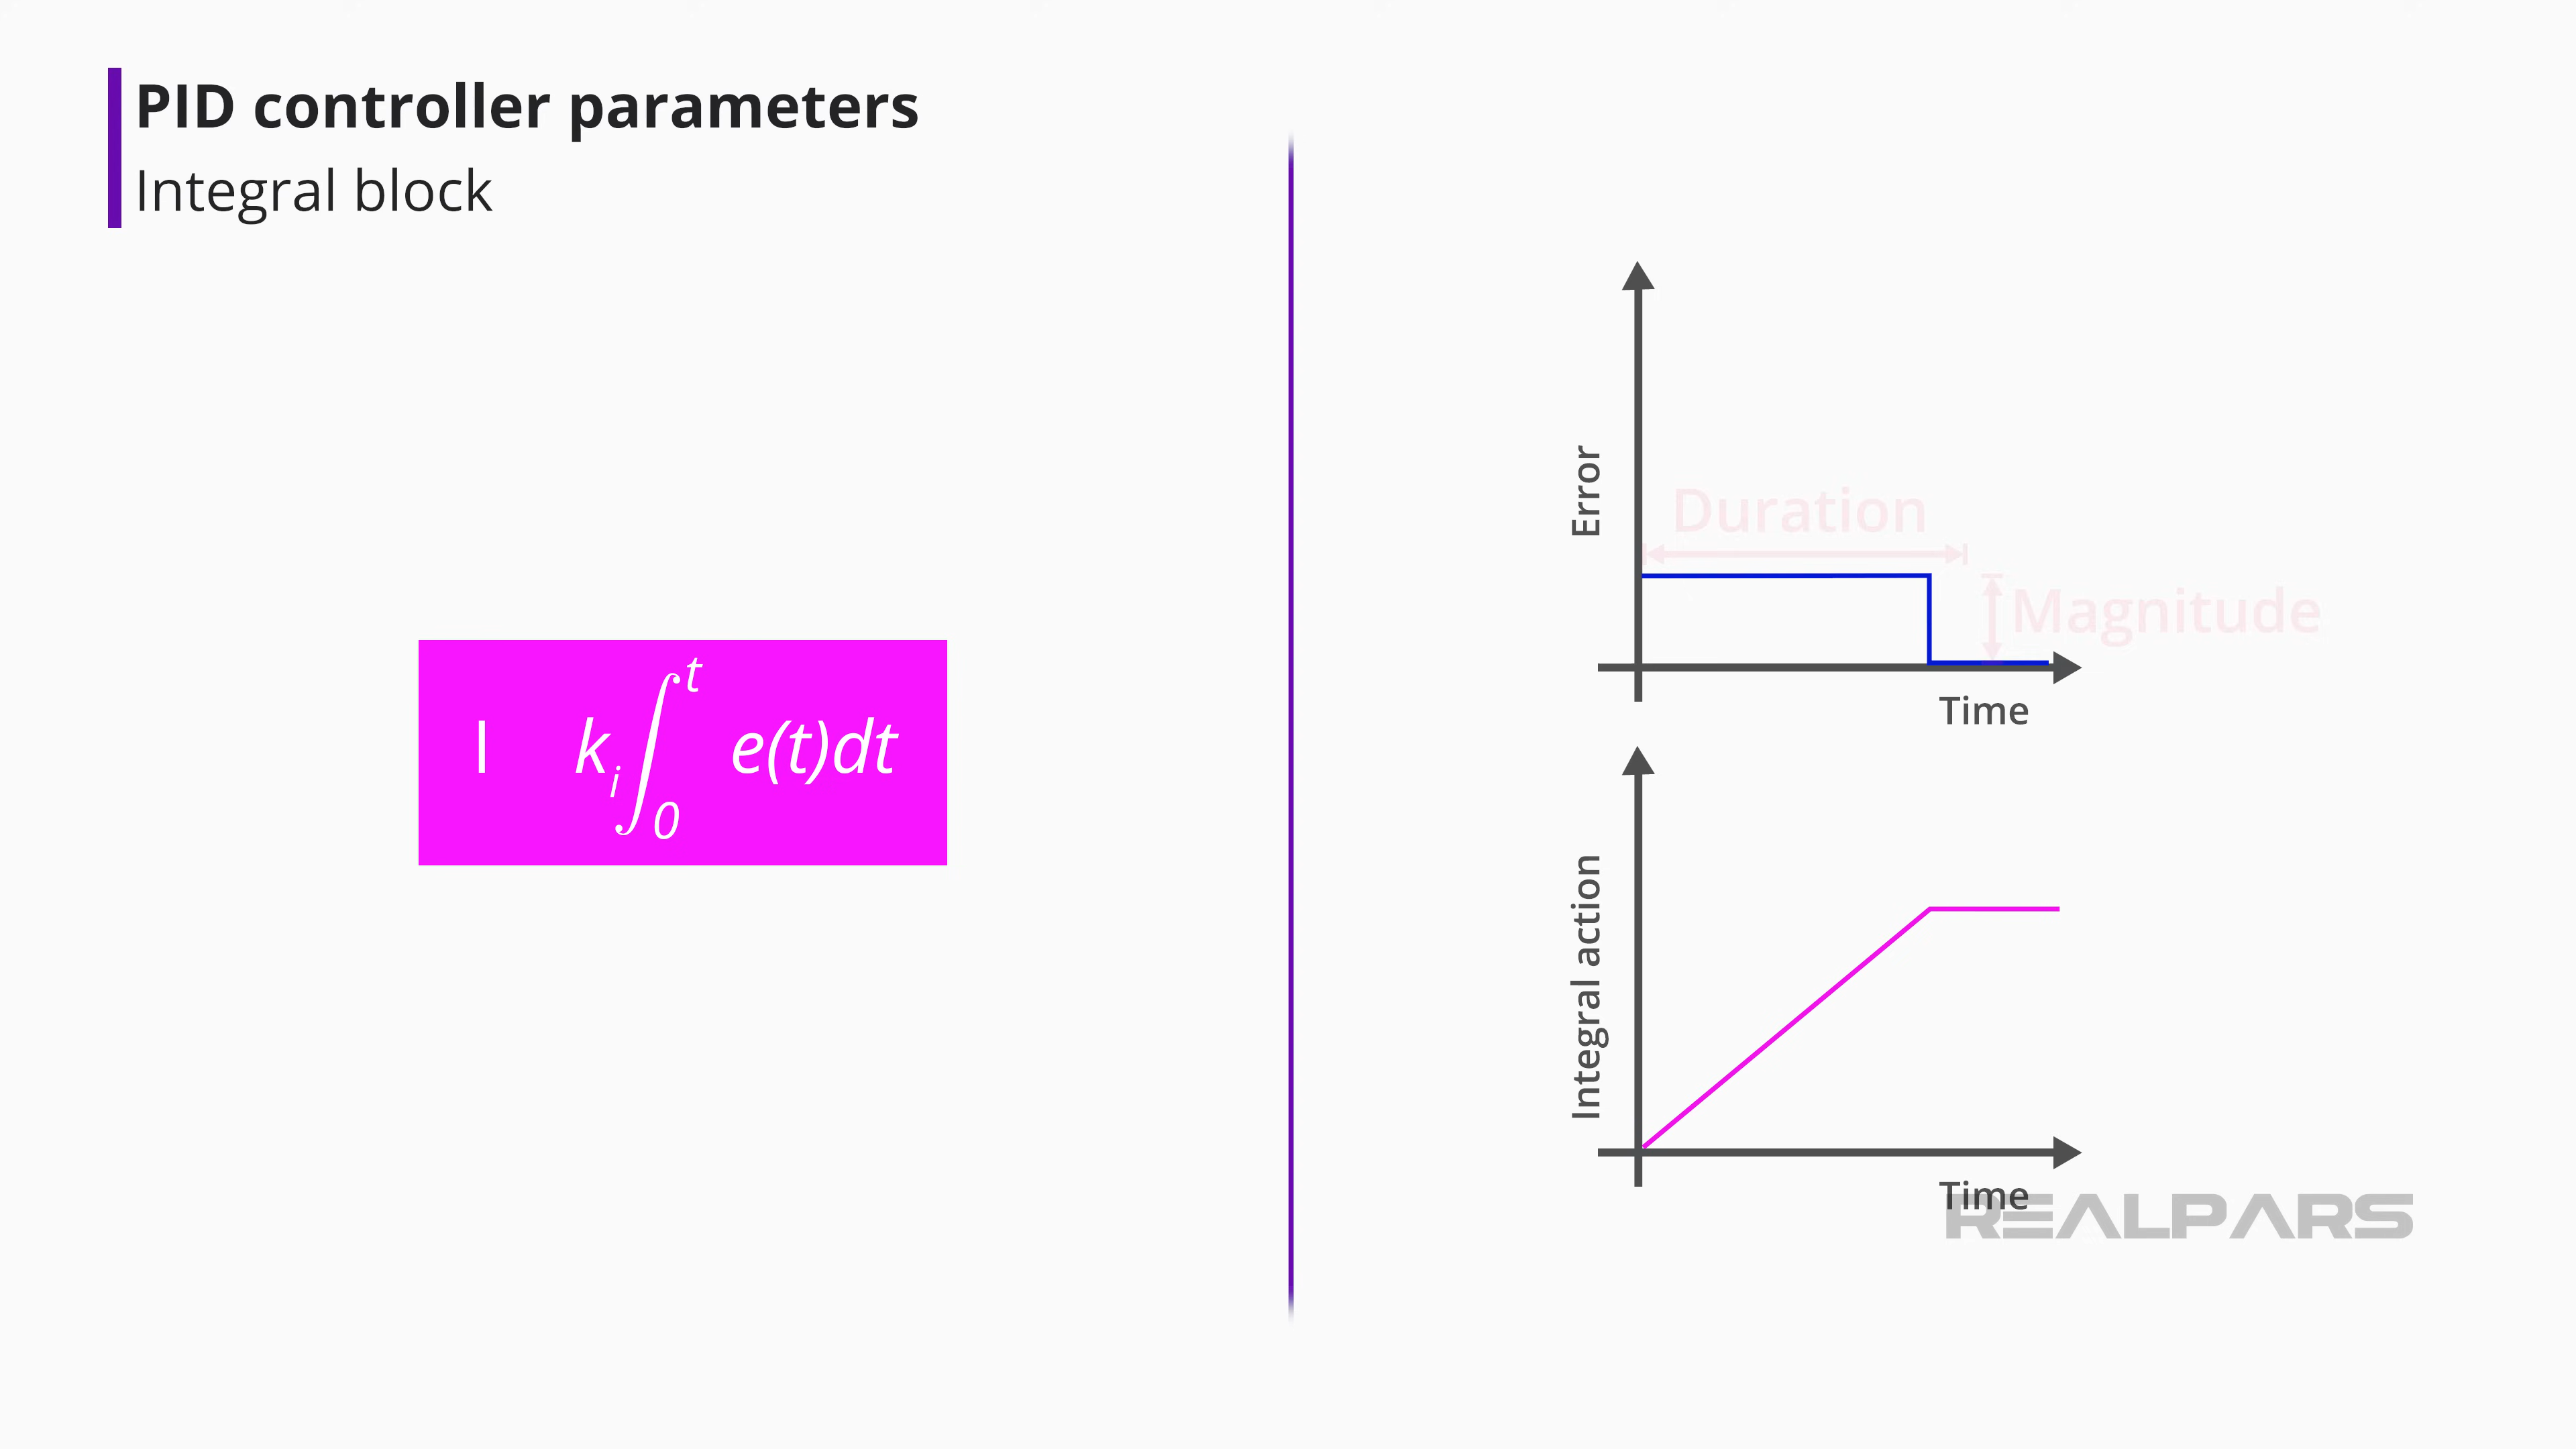 PID controller parameters
Integral block
I k_i ∫_0^t e(t)dt
Error
Duration
Magnitude
Time
Integral action
Time
REALPARS